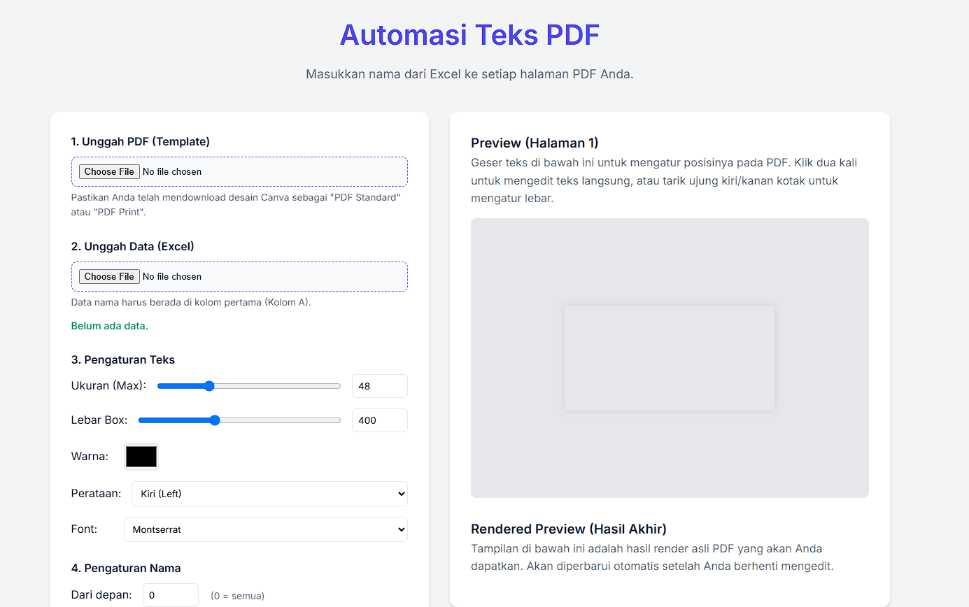 Automasi Teks PDF
Masukkan nama dari Excel ke setiap halaman PDF Anda.
1. Unggah PDF (Template)
Choose File No file chosen
Pastikan Anda telah mendownload desain Canva sebagai "PDF Standard"
atau "PDF Print".
2. Unggah Data (Excel)
Choose File No file chosen
Data nama harus berada di kolom pertama (Kolom A).
Belum ada data.
3. Pengaturan Teks
Ukuran (Max): 48
Lebar Box: 400
Warna:
Perataan: Kiri (Left)
Font: Montserrat
4. Pengaturan Nama
Dari depan: 0 (0 = semua)
Preview (Halaman 1)
Geser teks di bawah ini untuk mengatur posisinya pada PDF. Klik dua kali
untuk mengedit teks langsung, atau tarik ujung kiri/kanan kotak untuk
mengatur lebar.
Rendered Preview (Hasil Akhir)
Tampilan di bawah ini adalah hasil render asli PDF yang akan Anda
dapatkan. Akan diperbarui otomatis setelah Anda berhenti mengedit.